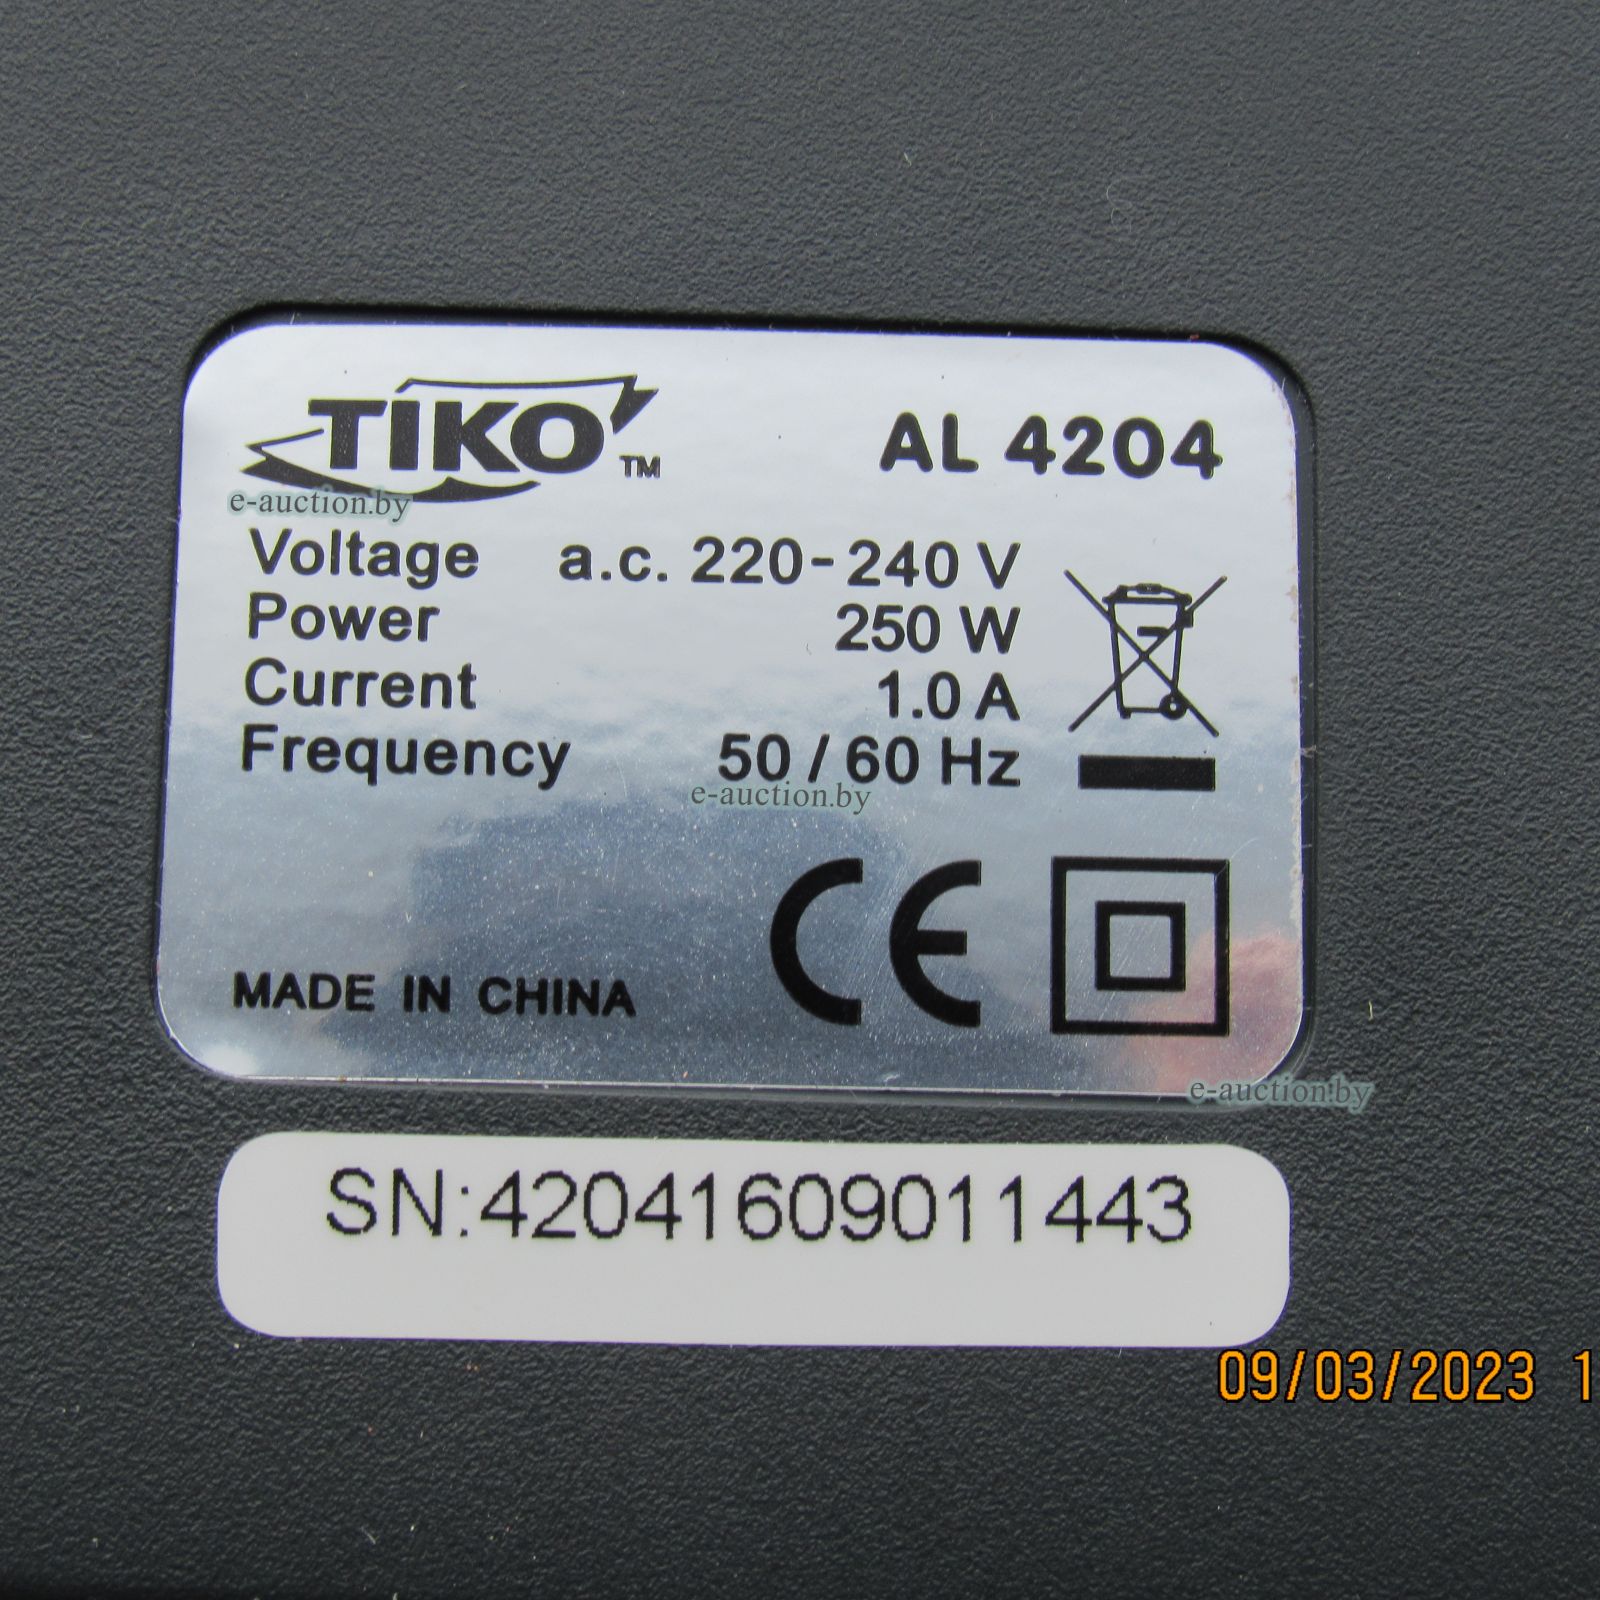 TIKO™ AL 4204
e-auction.by
Voltage a.c. 220-240 V
Power 250 W
Current 1.0 A
Frequency 50 / 60 Hz
e-auction.by
CE
MADE IN CHINA
e-auction.by
SN:42041609011443
09/03/2023 1